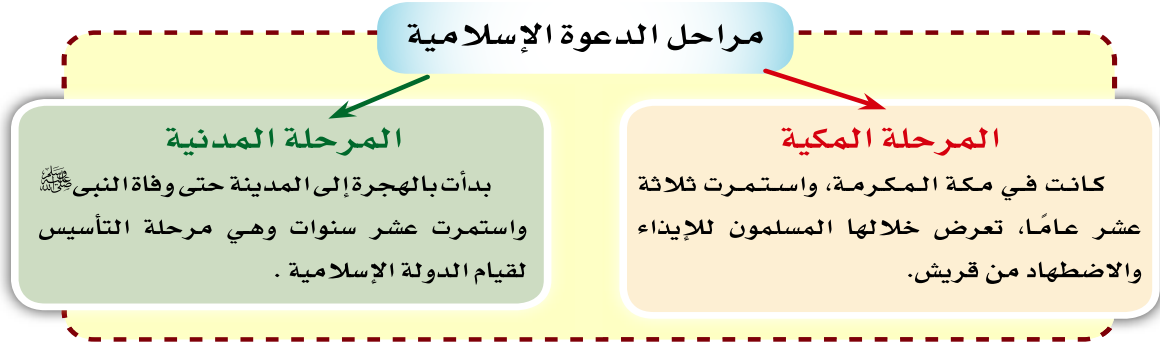 مراحل الدعوة الإسلامية
المرحلة المكية
كانت في مكة المكرمة، واستمرت ثلاثة
عشر عامًا، تعرض خلالها المسلمون للإيذاء
والاضطهاد من قريش.
المرحلة المدنية
بدأت بالهجرة إلى المدينة حتى وفاة النبى ﷺ
واستمرت عشر سنوات وهي مرحلة التأسيس
لقيام الدولة الإسلامية .